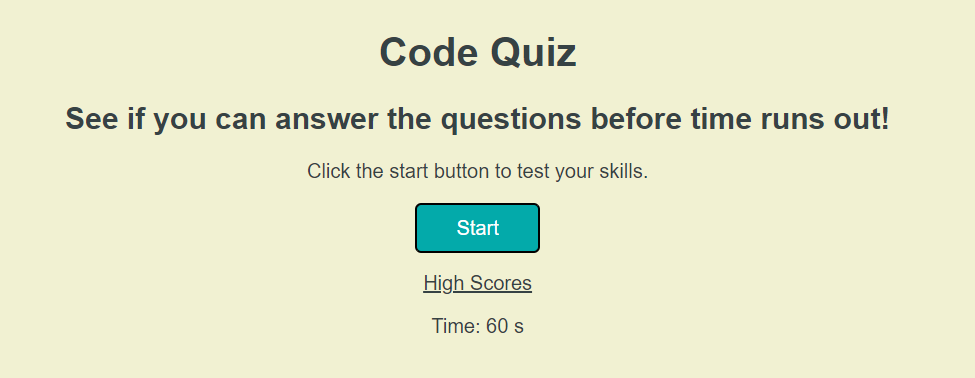 Code Quiz
See if you can answer the questions before time runs out!
Click the start button to test your skills.
Start
High Scores
Time: 60 s